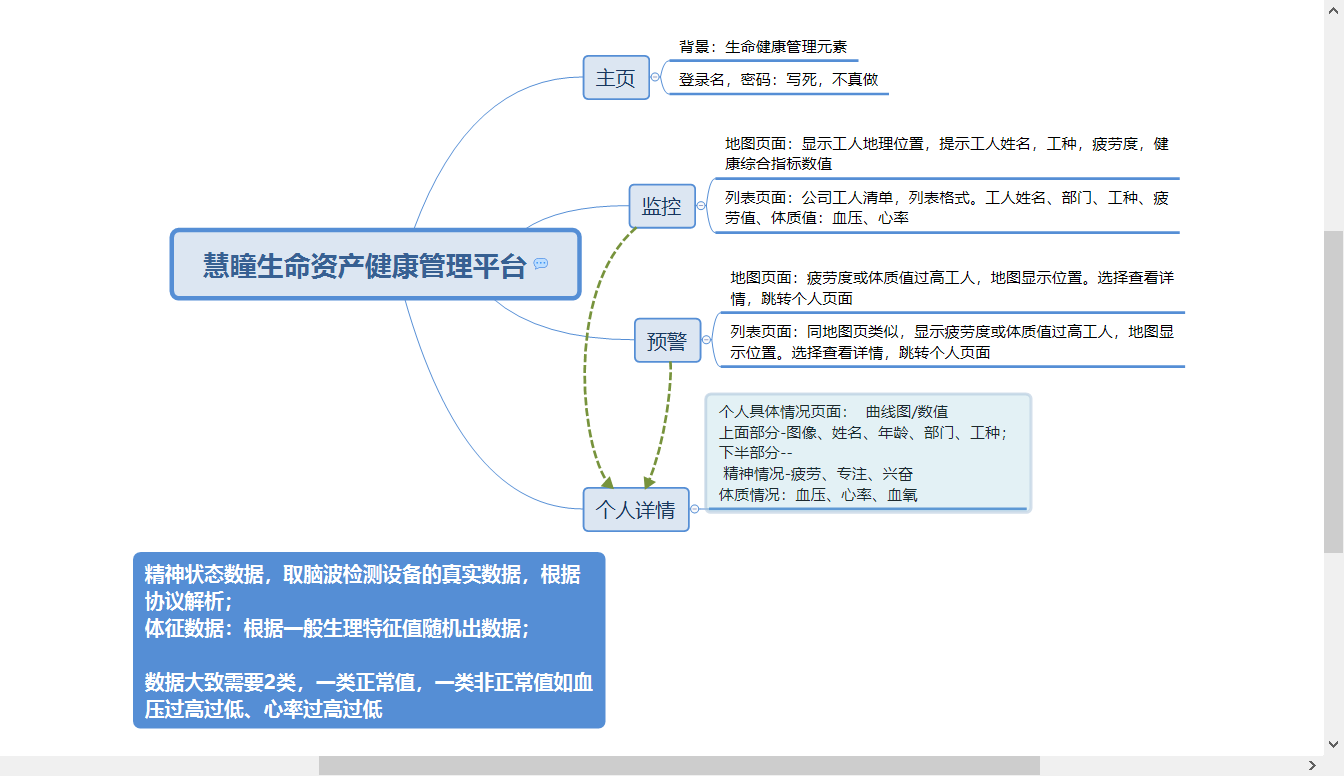 主页
背景：生命健康管理元素
登录名，密码：写死，不真做
监控
地图页面：显示工人地理位置，提示工人姓名，工种，疲劳度，健
康综合指标数值
列表页面：公司工人清单，列表格式。工人姓名、部门、工种、疲
劳值、体质值：血压、心率
慧瞳生命资产健康管理平台
预警
地图页面：疲劳度或体质值过高工人，地图显示位置。选择查看详
情，跳转个人页面
列表页面：同地图页类似，显示疲劳度或体质值过高工人，地图显
示位置。选择查看详情，跳转个人页面
个人详情
个人具体情况页面：  曲线图/数值
上面部分-图像、姓名、年龄、部门、工种；
下半部分--
精神情况-疲劳、专注、兴奋
体质情况：血压、心率、血氧
精神状态数据，取脑波检测设备的真实数据，根据
协议解析；
体征数据：根据一般生理特征值随机出数据；
数据大致需要2类，一类正常值，一类非正常值如血
压过高过低、心率过高过低